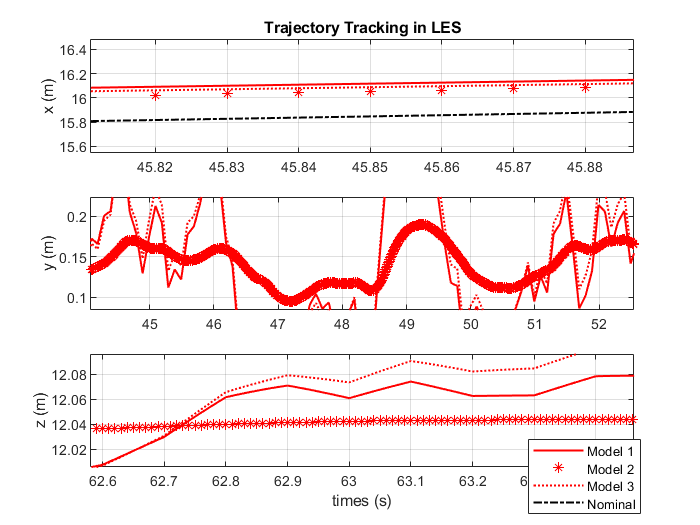 Trajectory Tracking in LES
16.4
16.2
16
15.8
15.6
x (m)
45.82 45.83 45.84 45.85 45.86 45.87 45.88
0.2
0.15
0.1
y (m)
45 46 47 48 49 50 51 52
12.08
12.06
12.04
12.02
z (m)
62.6 62.7 62.8 62.9 63 63.1 63.2
times (s)
Model 1
Model 2
Model 3
Nominal